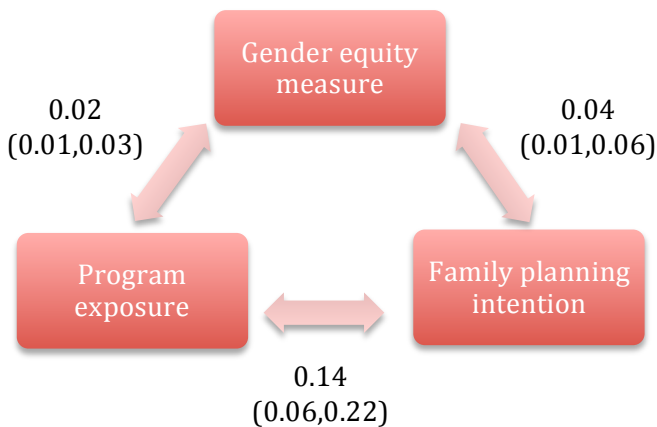 Gender equity
measure
0.02
(0.01,0.03)
0.04
(0.01,0.06)
Program
exposure
Family planning
intention
0.14
(0.06,0.22)